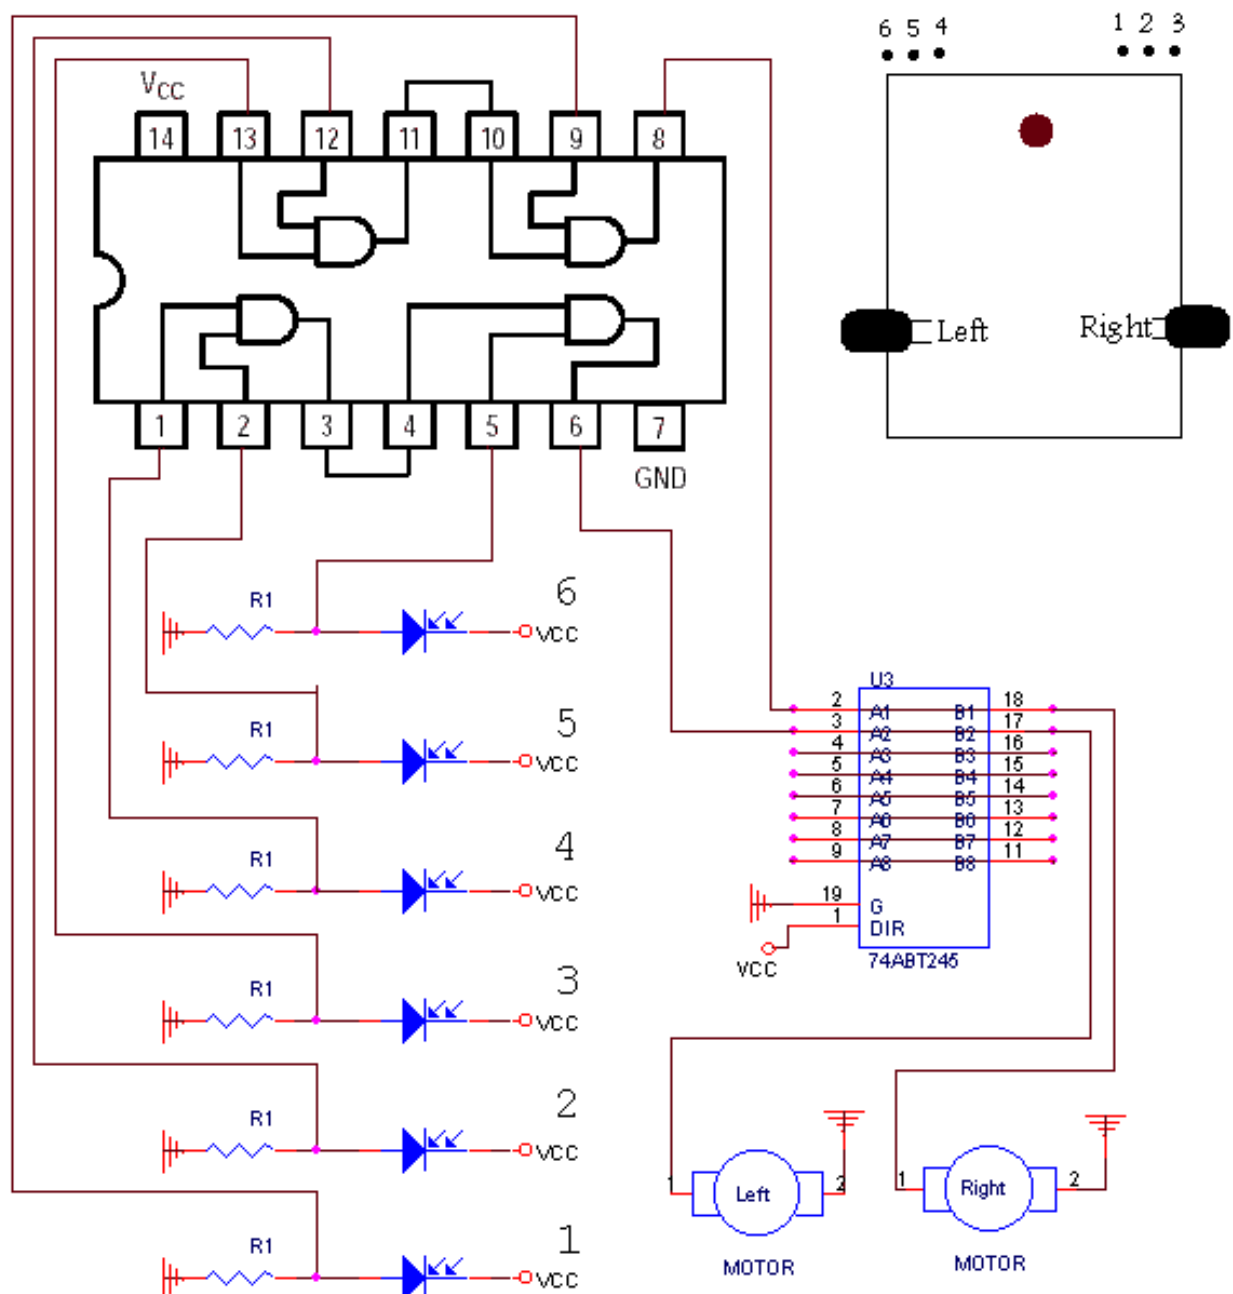 6 5 4
1 2 3
VCC
14 13 12 11 10 9 8
Left
Right
1 2 3 4 5 6 7
GND
R1
6
VCC
R1
5
VCC
R1
4
VCC
R1
3
VCC
R1
2
VCC
R1
1
VCC
U3
2 A1 B1 18
3 A2 B2 17
4 A3 B3 16
5 A4 B4 15
6 A5 B5 14
7 A6 B6 13
8 A7 B7 12
9 A8 B8 11
19 G
1 DIR
VCC
74ABT245
1 Left 2
MOTOR
1 Right 2
MOTOR